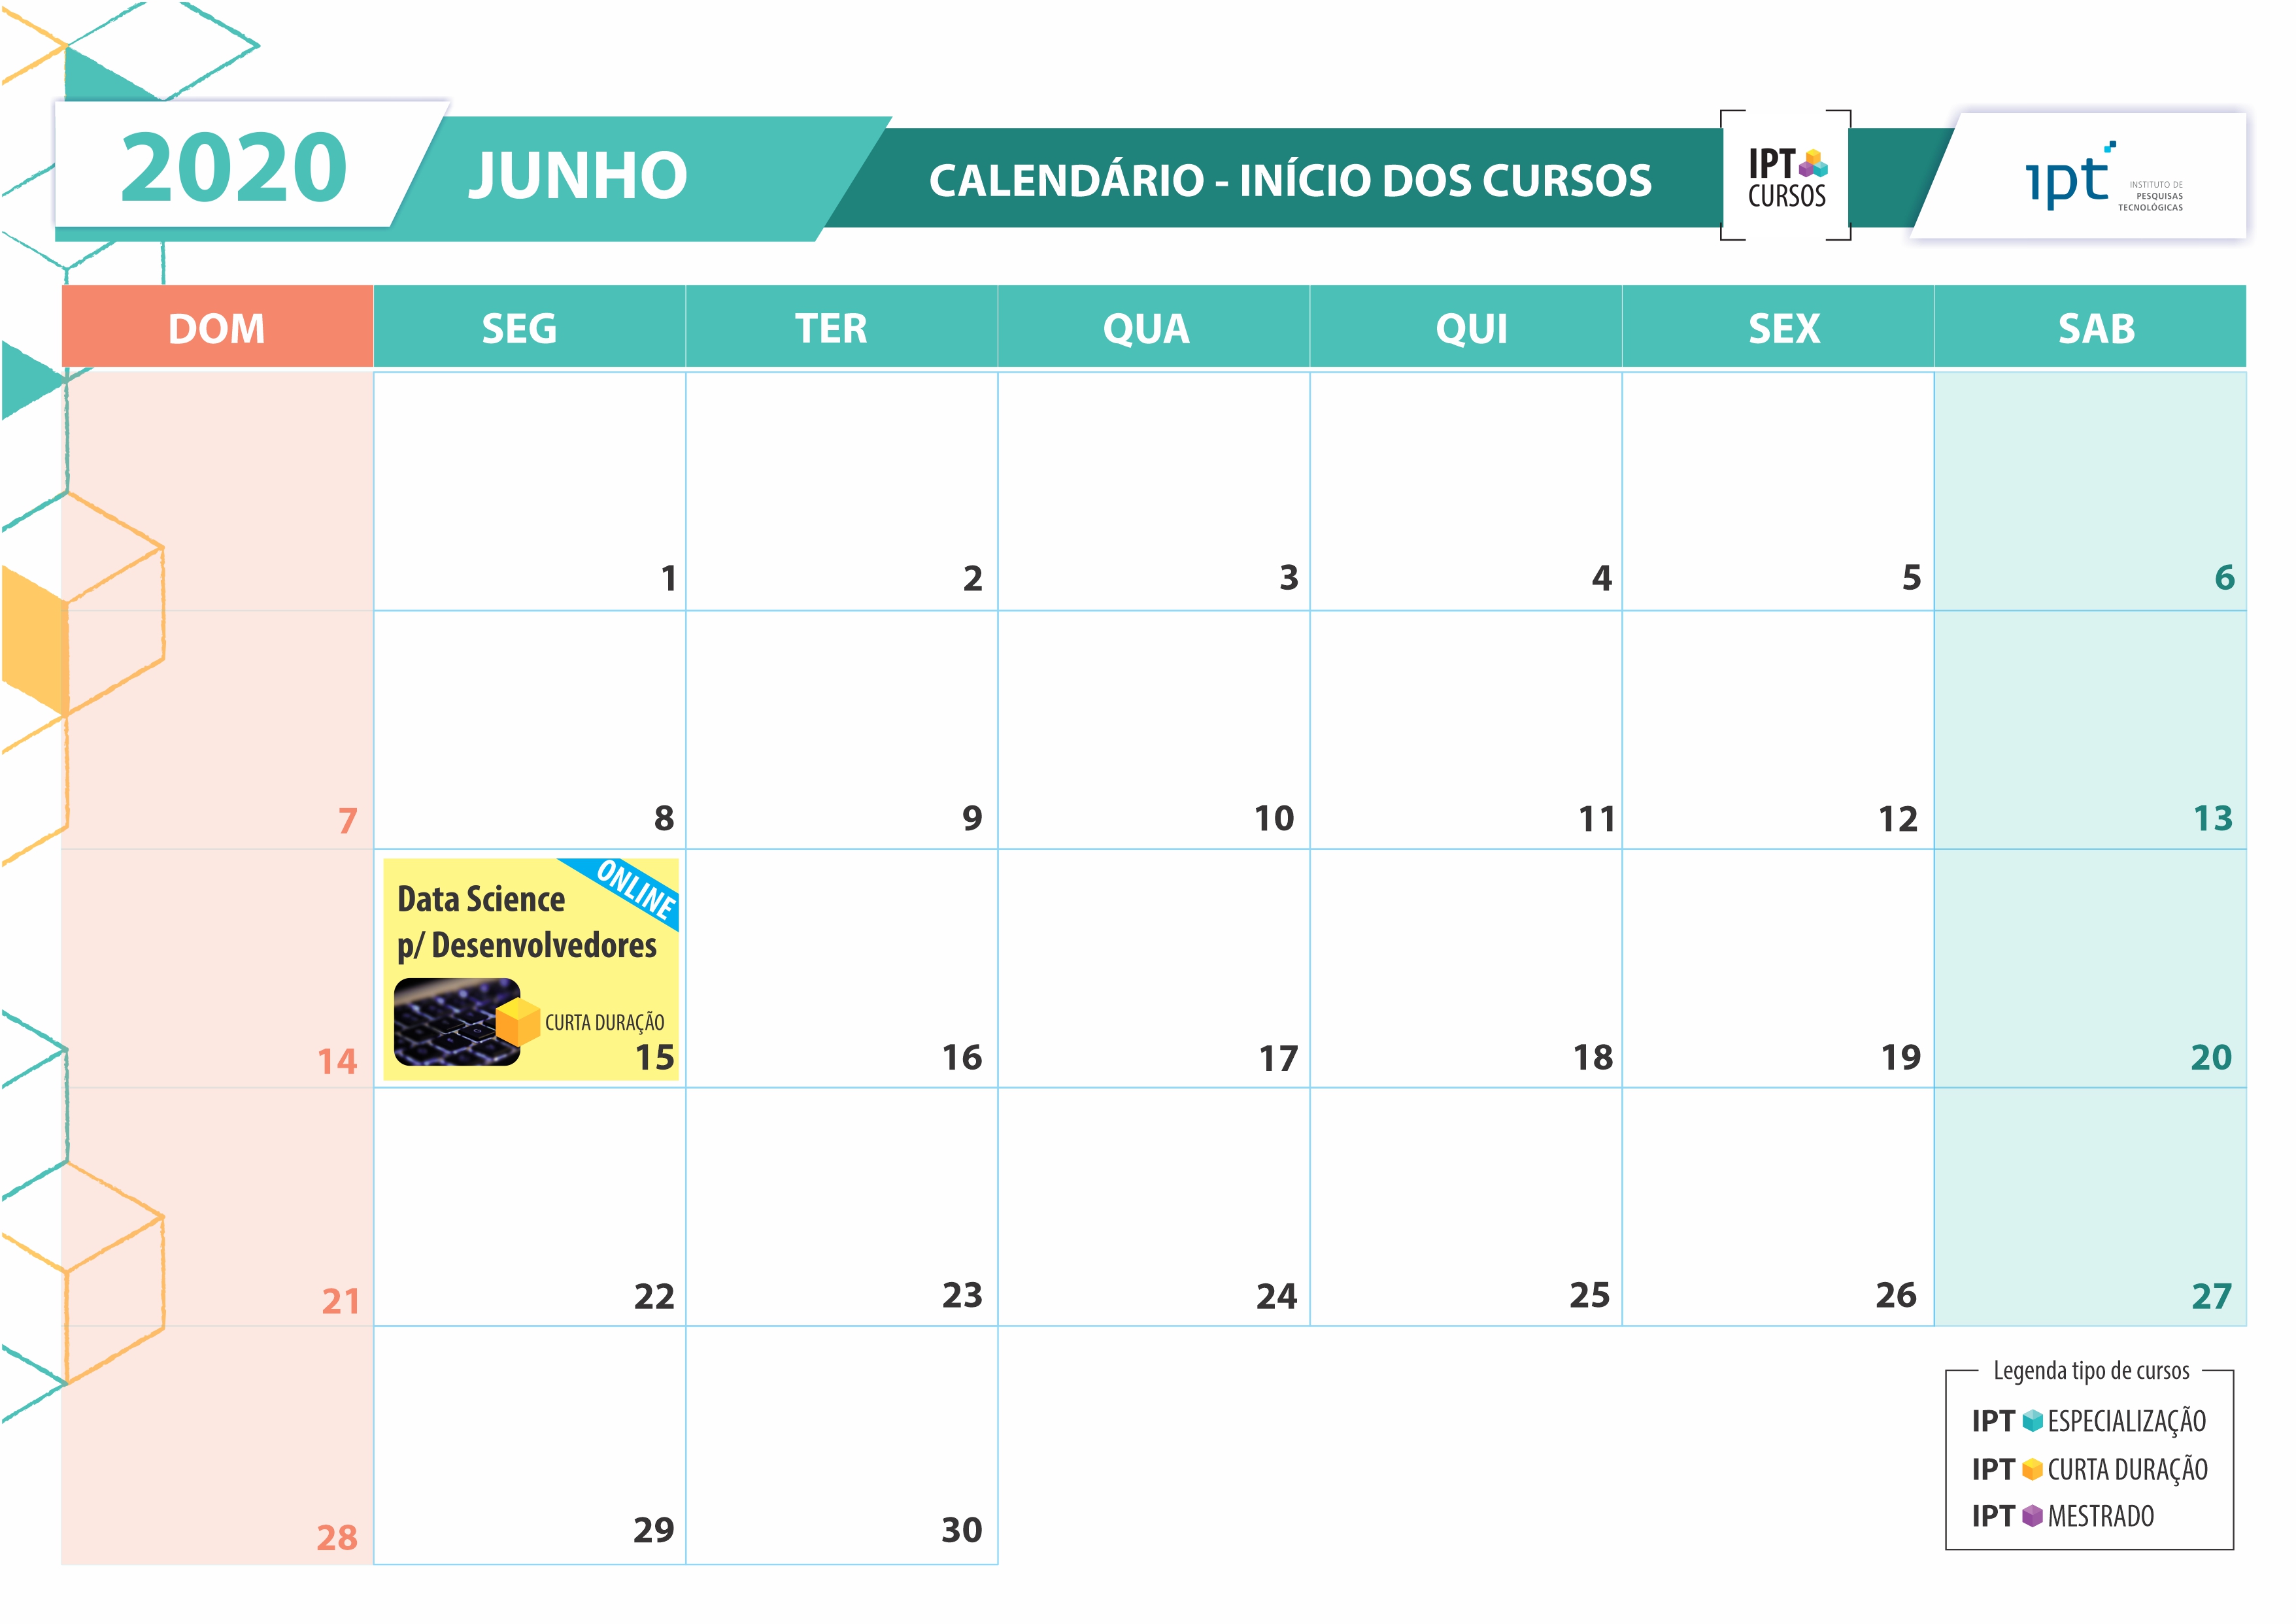 2020
JUNHO
CALENDÁRIO - INÍCIO DOS CURSOS
IPT
CURSOS
ipt
INSTITUTO DE
PESQUISAS
TECNOLÓGICAS
DOM SEG TER QUA QUI SEX SAB
1 2 3 4 5 6
7 8 9 10 11 12 13
ONLINE
Data Science
p/ Desenvolvedores
CURTA DURAÇÃO
14 15 16 17 18 19 20
21 22 23 24 25 26 27
28 29 30
Legenda tipo de cursos
IPT ESPECIALIZAÇÃO
IPT CURTA DURAÇÃO
IPT MESTRADO